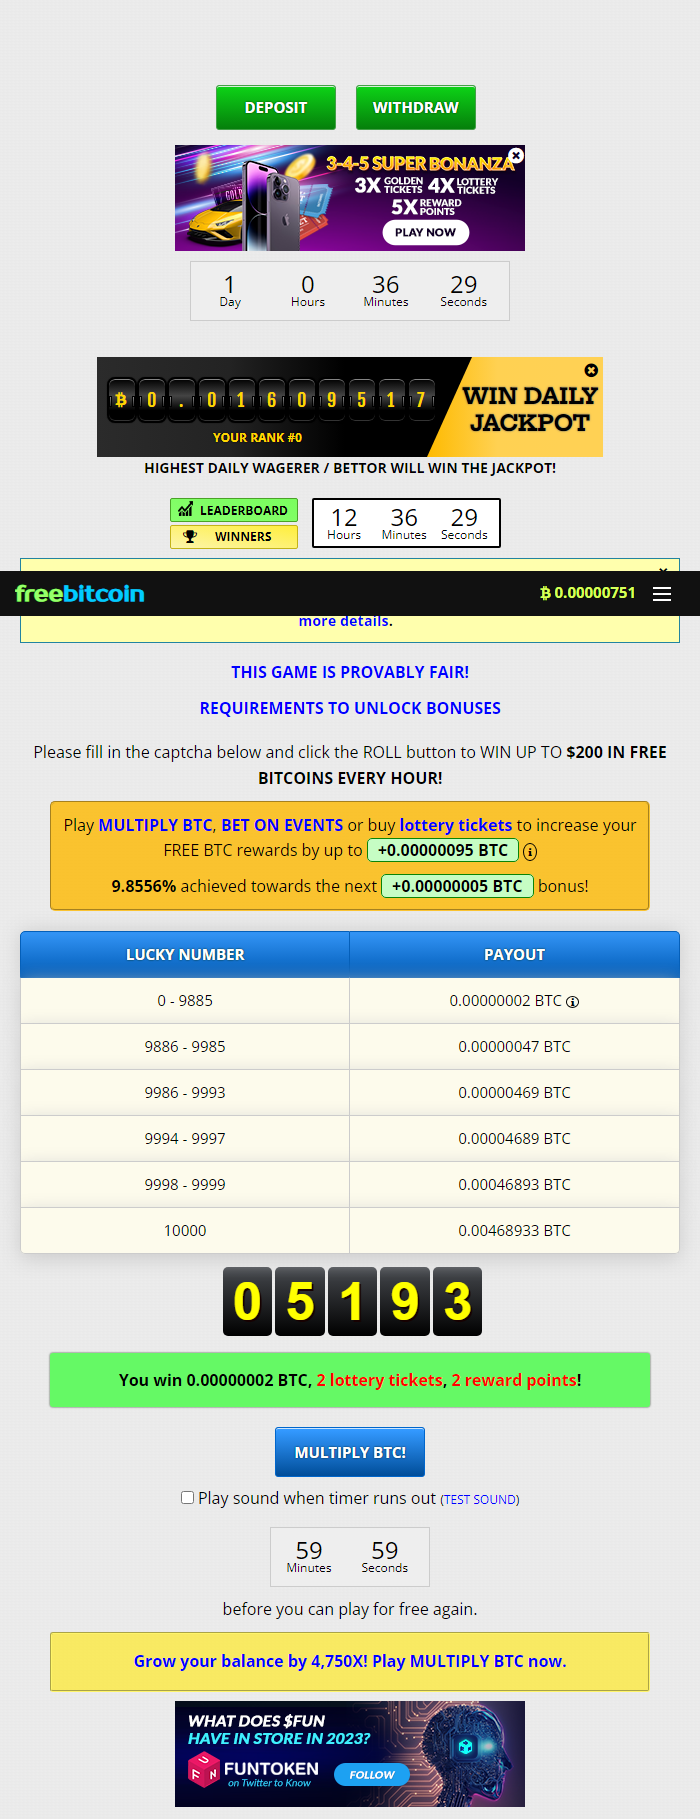 DEPOSIT
WITHDRAW
3-4-5 SUPER BONANZA
3X GOLDEN TICKETS 4X LOTTERY TICKETS
5X REWARD POINTS
PLAY NOW
1 0 36 29
Day Hours Minutes Seconds
₿ 0 . 0 1 6 0 9 5 1 7
YOUR RANK #0
WIN DAILY
JACKPOT
HIGHEST DAILY WAGERER / BETTOR WILL WIN THE JACKPOT!
LEADERBOARD
WINNERS
12 36 29
Hours Minutes Seconds
freebitcoin
₿ 0.00000751
more details.
THIS GAME IS PROVABLY FAIR!
REQUIREMENTS TO UNLOCK BONUSES
Please fill in the captcha below and click the ROLL button to WIN UP TO $200 IN FREE
BITCOINS EVERY HOUR!
Play MULTIPLY BTC, BET ON EVENTS or buy lottery tickets to increase your
FREE BTC rewards by up to +0.00000095 BTC
9.8556% achieved towards the next +0.00000005 BTC bonus!
LUCKY NUMBER PAYOUT
0 - 9885 0.00000002 BTC
9886 - 9985 0.00000047 BTC
9986 - 9993 0.00000469 BTC
9994 - 9997 0.00004689 BTC
9998 - 9999 0.00046893 BTC
10000 0.00468933 BTC
0 5 1 9 3
You win 0.00000002 BTC, 2 lottery tickets, 2 reward points!
MULTIPLY BTC!
Play sound when timer runs out (TEST SOUND)
59 59
Minutes Seconds
before you can play for free again.
Grow your balance by 4,750X! Play MULTIPLY BTC now.
WHAT DOES $FUN
HAVE IN STORE IN 2023?
FUN
FUNTOKEN
on Twitter to Know
FOLLOW